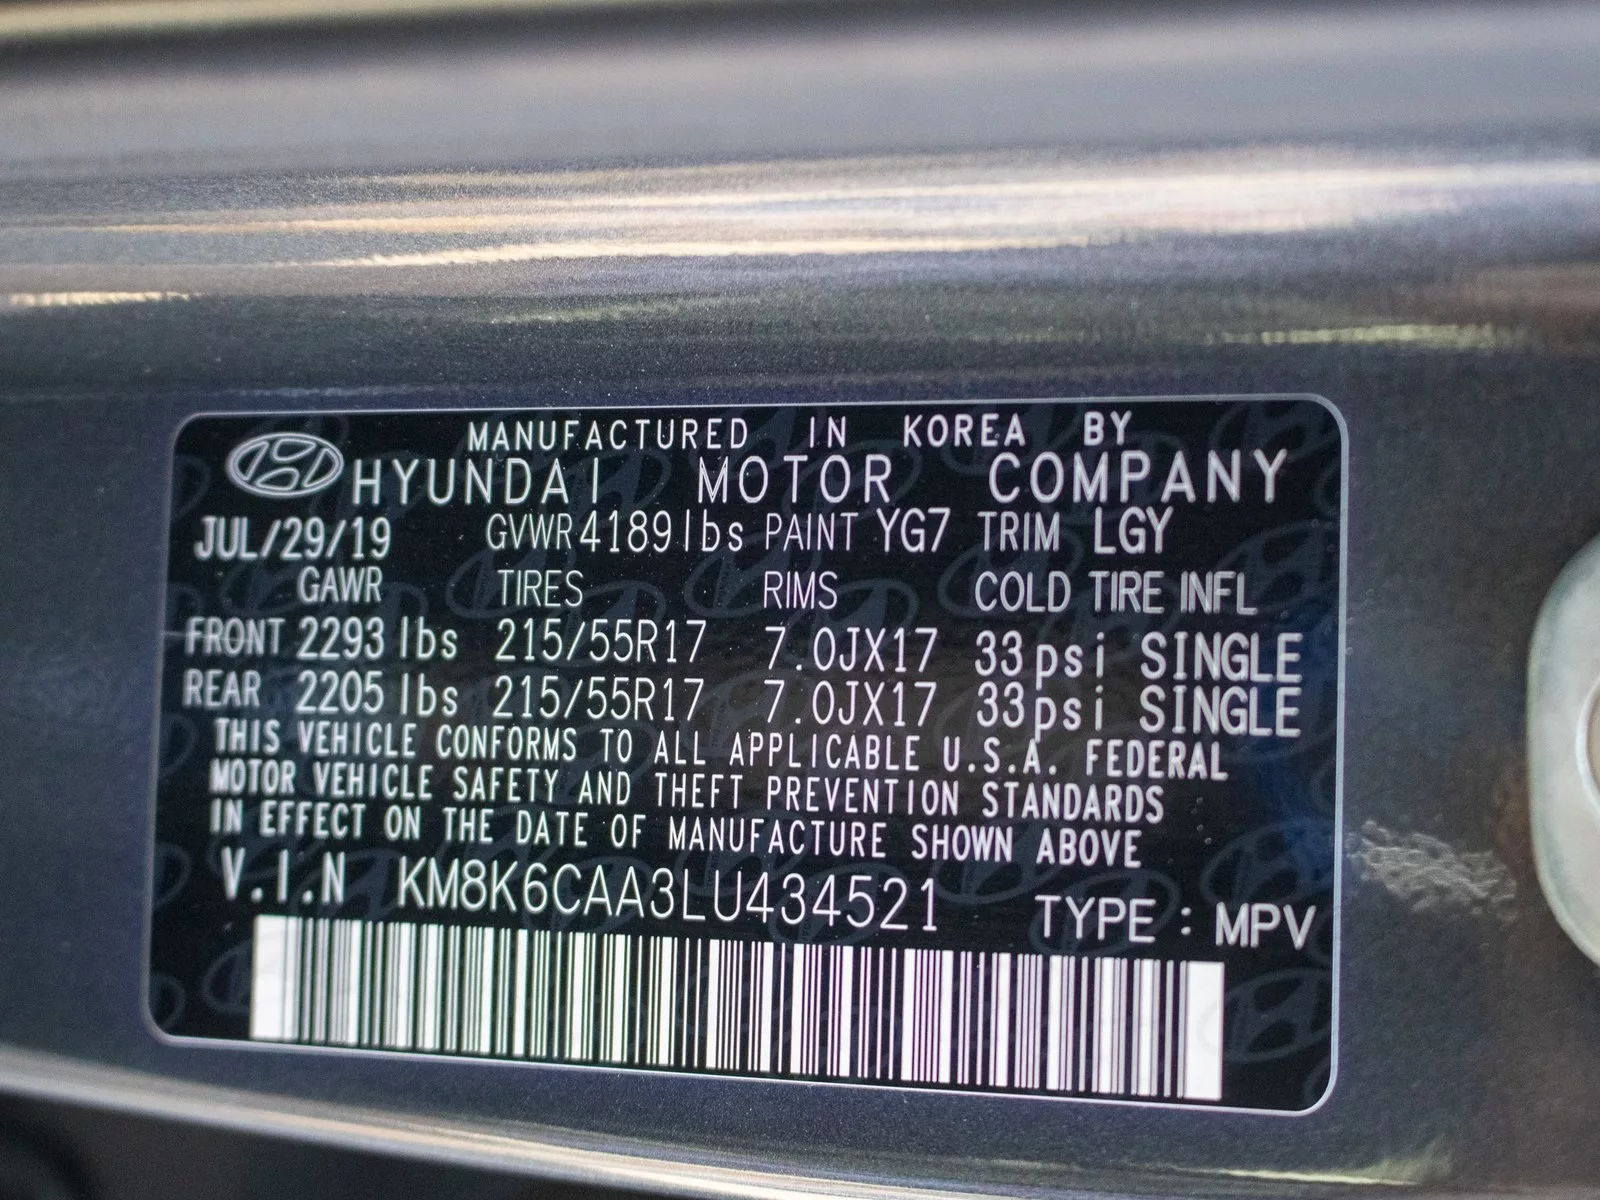 MANUFACTURED IN KOREA BY
HYUNDAI MOTOR COMPANY
JUL/29/19 GVWR 4189lbs PAINT YG7 TRIM LGY
GAWR TIRES RIMS COLD TIRE INFL
FRONT 2293 lbs 215/55R17 7.0JX17 33psi SINGLE
REAR 2205 lbs 215/55R17 7.0JX17 33psi SINGLE
THIS VEHICLE CONFORMS TO ALL APPLICABLE U.S.A. FEDERAL
MOTOR VEHICLE SAFETY AND THEFT PREVENTION STANDARDS
IN EFFECT ON THE DATE OF MANUFACTURE SHOWN ABOVE
V.I.N KM8K6CAA3LU434521 TYPE : MPV